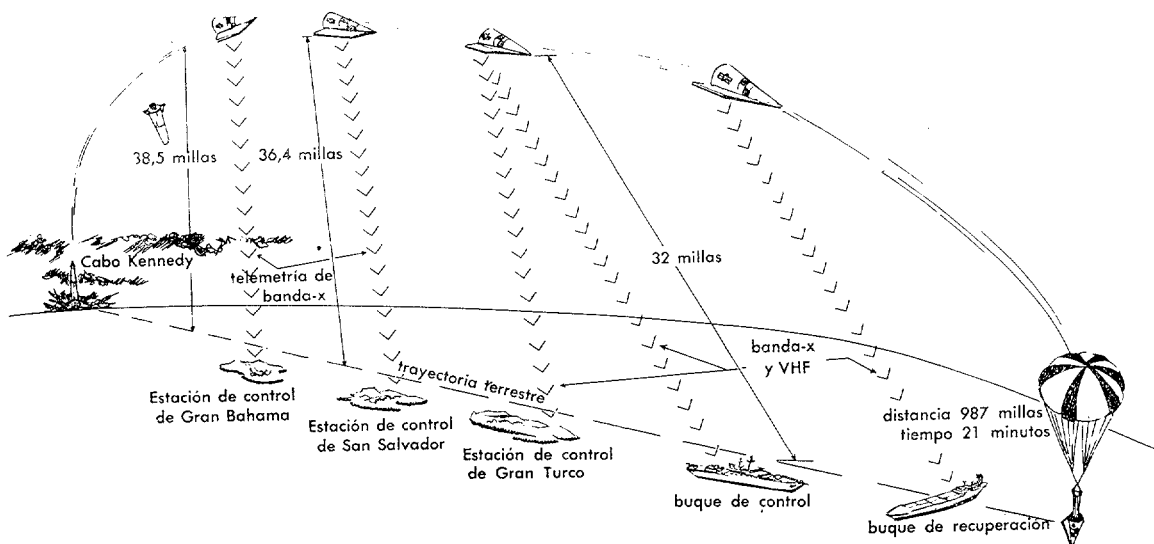 38,5 millas
36,4 millas
Cabo Kennedy
telemetría de
banda-x
32 millas
banda-x
y VHF
trayectoria terrestre
Estación de control
de Gran Bahama
Estación de control
de San Salvador
Estación de control
de Gran Turco
distancia 987 millas
tiempo 21 minutos
buque de control
buque de recuperación